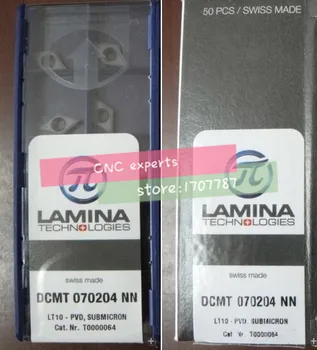 50 PCS / SWISS MADE
CNC experts
store:1707787
LAMINA
TECHNOLOGIES
swiss made
DCMT 070204 NN
LT10 - PVD, SUBMICRON
Cat. Nr. T0000064
LAMINA
TECHNOLOGIES
swiss made
DCMT 070204 NN
LT10 - PVD, SUBMICRON
Cat. Nr. T0000064